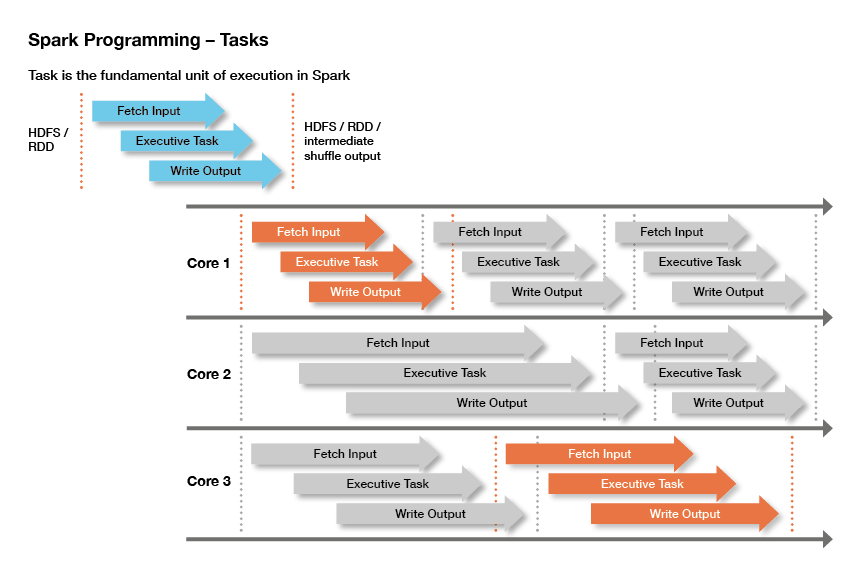 Spark Programming – Tasks
Task is the fundamental unit of execution in Spark
HDFS /
RDD
Fetch Input
Executive Task
Write Output
HDFS / RDD /
intermediate
shuffle output
Core 1
Fetch Input
Executive Task
Write Output
Fetch Input
Executive Task
Write Output
Fetch Input
Executive Task
Write Output
Core 2
Fetch Input
Executive Task
Write Output
Fetch Input
Executive Task
Write Output
Core 3
Fetch Input
Executive Task
Write Output
Fetch Input
Executive Task
Write Output